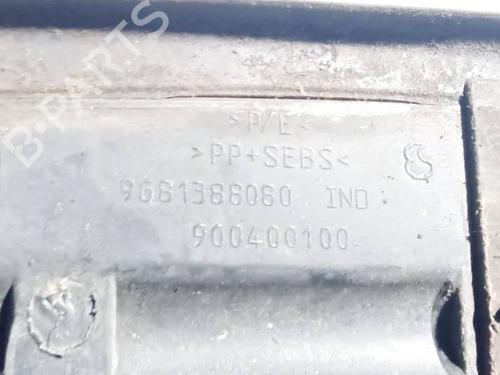 B-PARTS
>P/E<
>PP+SEBS<
9681388080 IND
900400100